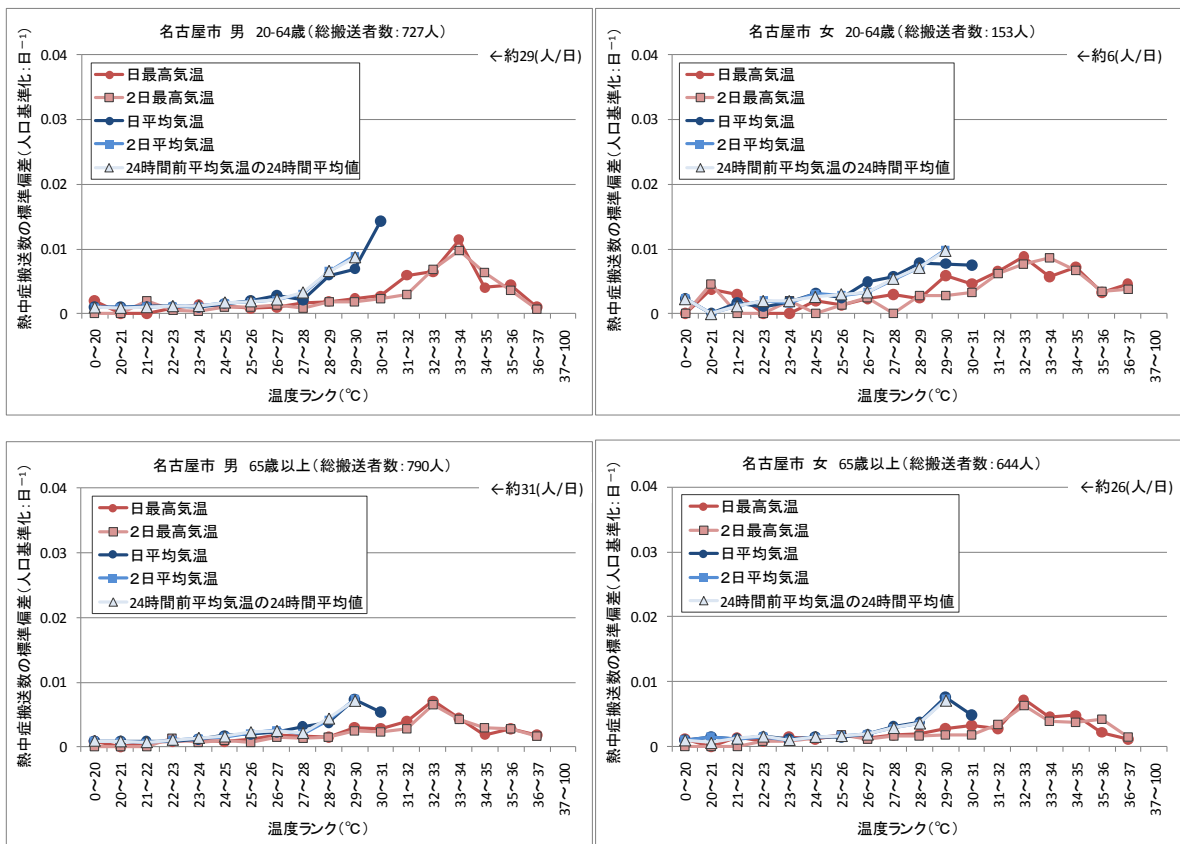 名古屋市 男 20-64歳(総搬送者数:727人)
←約29(人/日)
熱中症搬送数の標準偏差(人口基準化:日⁻¹)
0.04
0.03
0.02
0.01
0
日最高気温
2日最高気温
日平均気温
2日平均気温
24時間前平均気温の24時間平均値
0～20
20～21
21～22
22～23
23～24
24～25
25～26
26～27
27～28
28～29
29～30
30～31
31～32
32～33
33～34
34～35
35～36
36～37
37～100
温度ランク(℃)
名古屋市 女 20-64歳(総搬送者数:153人)
←約6(人/日)
熱中症搬送数の標準偏差(人口基準化:日⁻¹)
0.04
0.03
0.02
0.01
0
日最高気温
2日最高気温
日平均気温
2日平均気温
24時間前平均気温の24時間平均値
0～20
20～21
21～22
22～23
23～24
24～25
25～26
26～27
27～28
28～29
29～30
30～31
31～32
32～33
33～34
34～35
35～36
36～37
37～100
温度ランク(℃)
名古屋市 男 65歳以上(総搬送者数:790人)
←約31(人/日)
熱中症搬送数の標準偏差(人口基準化:日⁻¹)
0.04
0.03
0.02
0.01
0
日最高気温
2日最高気温
日平均気温
2日平均気温
24時間前平均気温の24時間平均値
0～20
20～21
21～22
22～23
23～24
24～25
25～26
26～27
27～28
28～29
29～30
30～31
31～32
32～33
33～34
34～35
35～36
36～37
37～100
温度ランク(℃)
名古屋市 女 65歳以上(総搬送者数:644人)
←約26(人/日)
熱中症搬送数の標準偏差(人口基準化:日⁻¹)
0.04
0.03
0.02
0.01
0
日最高気温
2日最高気温
日平均気温
2日平均気温
24時間前平均気温の24時間平均値
0～20
20～21
21～22
22～23
23～24
24～25
25～26
26～27
27～28
28～29
29～30
30～31
31～32
32～33
33～34
34～35
35～36
36～37
37～100
温度ランク(℃)